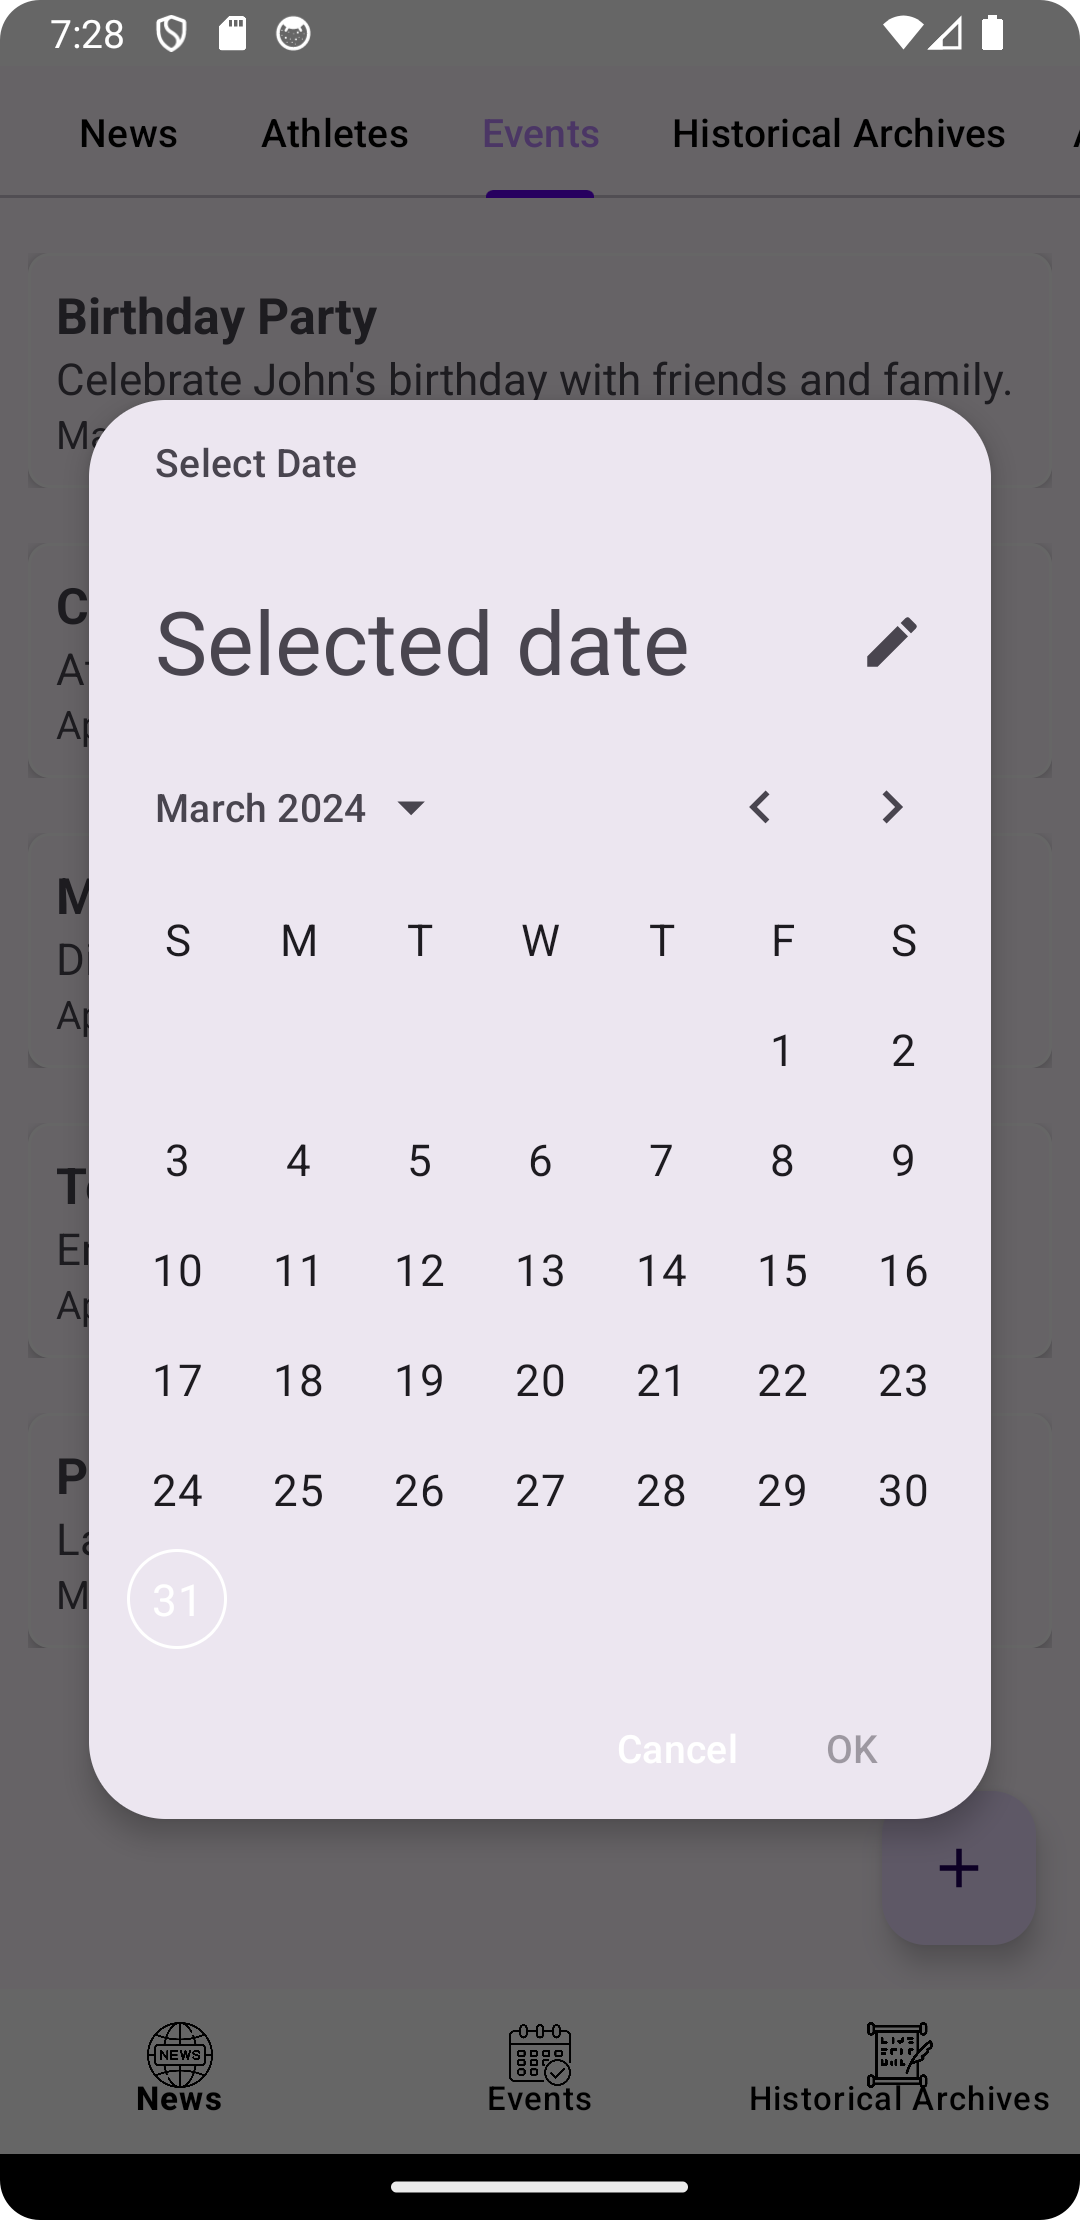 7:28
News Athletes Events Historical Archives
Birthday Party
Celebrate John's birthday with friends and family.
Select Date
Selected date
March 2024
S M T W T F S
1 2
3 4 5 6 7 8 9
10 11 12 13 14 15 16
17 18 19 20 21 22 23
24 25 26 27 28 29 30
31
Cancel OK
NEWS
News Events Historical Archives